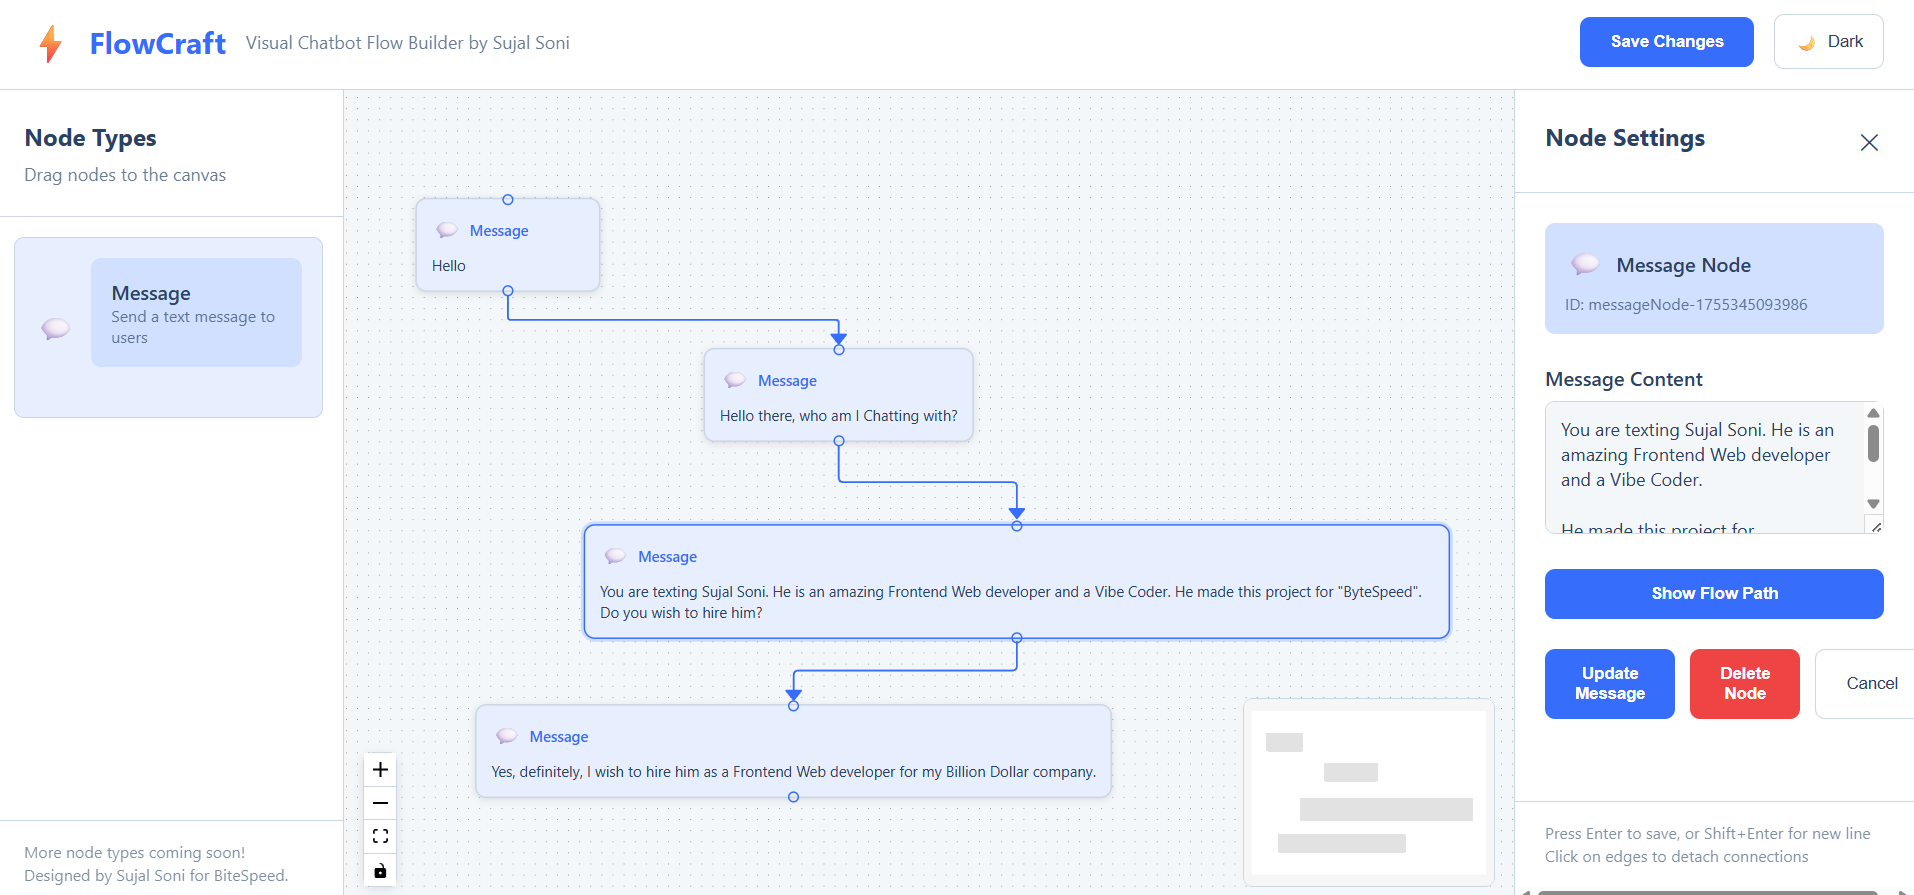 FlowCraft
Visual Chatbot Flow Builder by Sujal Soni
Save Changes
Dark
Node Types
Drag nodes to the canvas
Message
Send a text message to
users
More node types coming soon!
Designed by Sujal Soni for BiteSpeed.
Message
Hello
Message
Hello there, who am I Chatting with?
Message
You are texting Sujal Soni. He is an amazing Frontend Web developer and a Vibe Coder. He made this project for "ByteSpeed".
Do you wish to hire him?
Message
Yes, definitely, I wish to hire him as a Frontend Web developer for my Billion Dollar company.
Node Settings
Message Node
ID: messageNode-1755345093986
Message Content
You are texting Sujal Soni. He is an
amazing Frontend Web developer
and a Vibe Coder.
He made this project for
Show Flow Path
Update
Message
Delete
Node
Cancel
Press Enter to save, or Shift+Enter for new line
Click on edges to detach connections